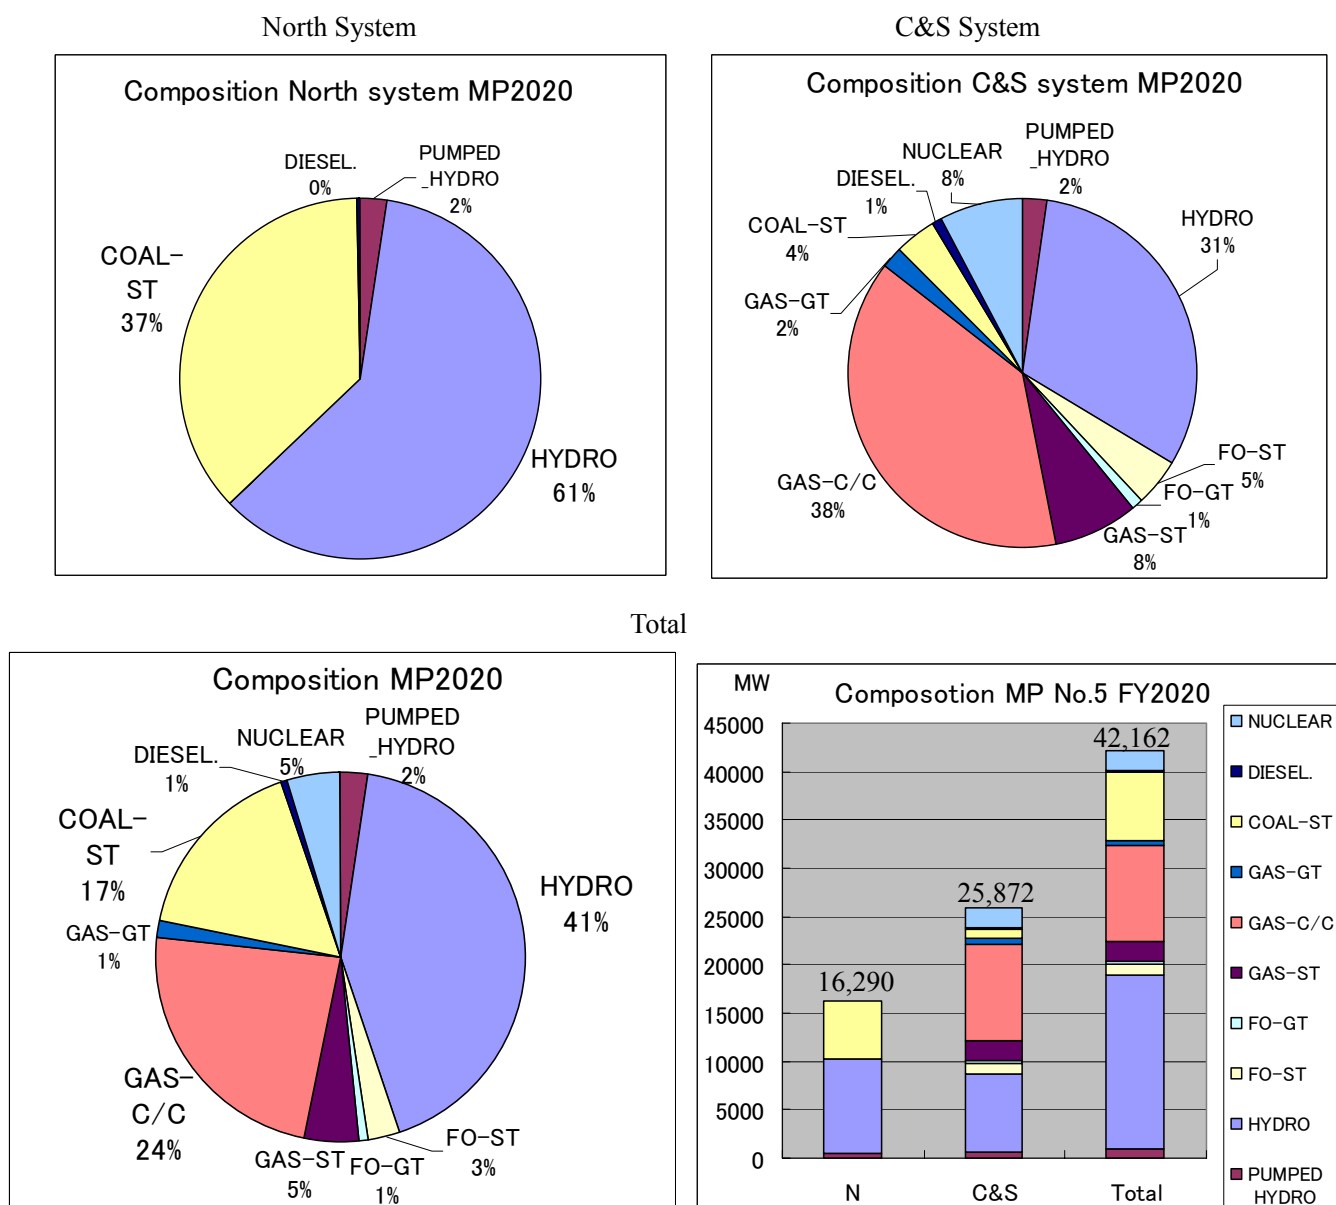 North System
C&S System
Composition North system MP2020
DIESEL.
0%
PUMPED
_HYDRO
2%
COAL-
ST
37%
HYDRO
61%
Composition C&S system MP2020
NUCLEAR
8%
PUMPED
_HYDRO
2%
DIESEL.
1%
COAL-ST
4%
HYDRO
31%
GAS-GT
2%
GAS-C/C
38%
FO-ST
5%
FO-GT
1%
GAS-ST
8%
Total
Composition MP2020
NUCLEAR
5%
PUMPED
_HYDRO
2%
DIESEL.
1%
COAL-
ST
17%
HYDRO
41%
GAS-GT
1%
GAS-
C/C
24%
GAS-ST
5%
FO-GT
1%
FO-ST
3%
MW
Composotion MP No.5 FY2020
45000
40000
35000
30000
25000
20000
15000
10000
5000
0
16,290
25,872
42,162
N
C&S
Total
NUCLEAR
DIESEL.
COAL-ST
GAS-GT
GAS-C/C
GAS-ST
FO-GT
FO-ST
HYDRO
PUMPED
HYDRO